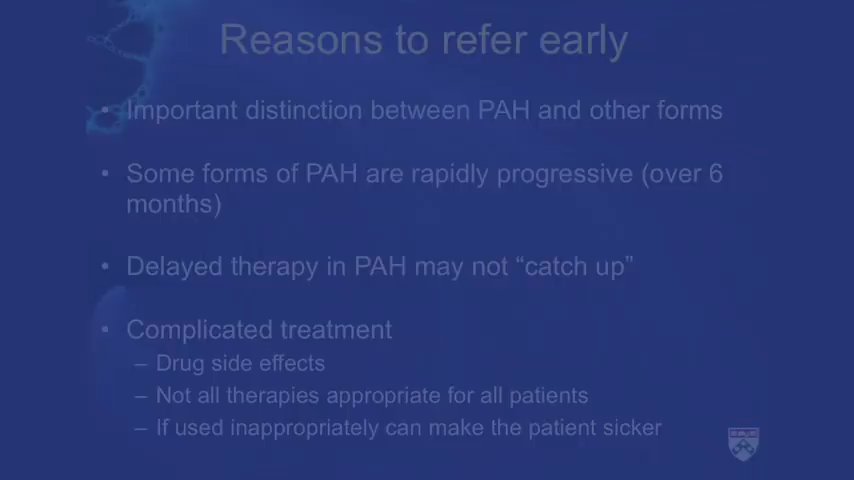 Reasons to refer early
• Important distinction between PAH and other forms
• Some forms of PAH are rapidly progressive (over 6
months)
• Delayed therapy in PAH may not “catch up”
• Complicated treatment
– Drug side effects
– Not all therapies appropriate for all patients
– If used inappropriately can make the patient sicker